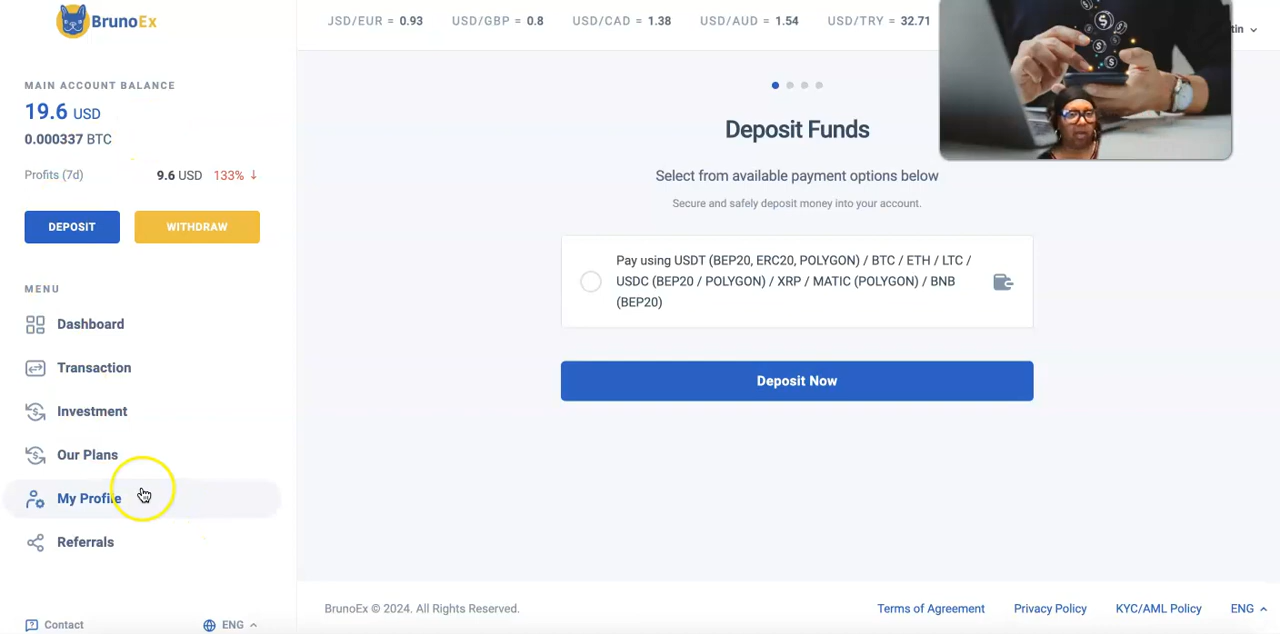 BrunoEx
JSD/EUR = 0.93 USD/GBP = 0.8 USD/CAD = 1.38 USD/AUD = 1.54 USD/TRY = 32.71
tin
MAIN ACCOUNT BALANCE
19.6 USD
0.000337 BTC
Profits (7d) 9.6 USD 133% ↓
DEPOSIT WITHDRAW
MENU
Dashboard
Transaction
Investment
Our Plans
My Profile
Referrals
Contact ENG
Deposit Funds
Select from available payment options below
Secure and safely deposit money into your account.
Pay using USDT (BEP20, ERC20, POLYGON) / BTC / ETH / LTC /
USDC (BEP20 / POLYGON) / XRP / MATIC (POLYGON) / BNB
(BEP20)
Deposit Now
BrunoEx © 2024. All Rights Reserved. Terms of Agreement Privacy Policy KYC/AML Policy ENG